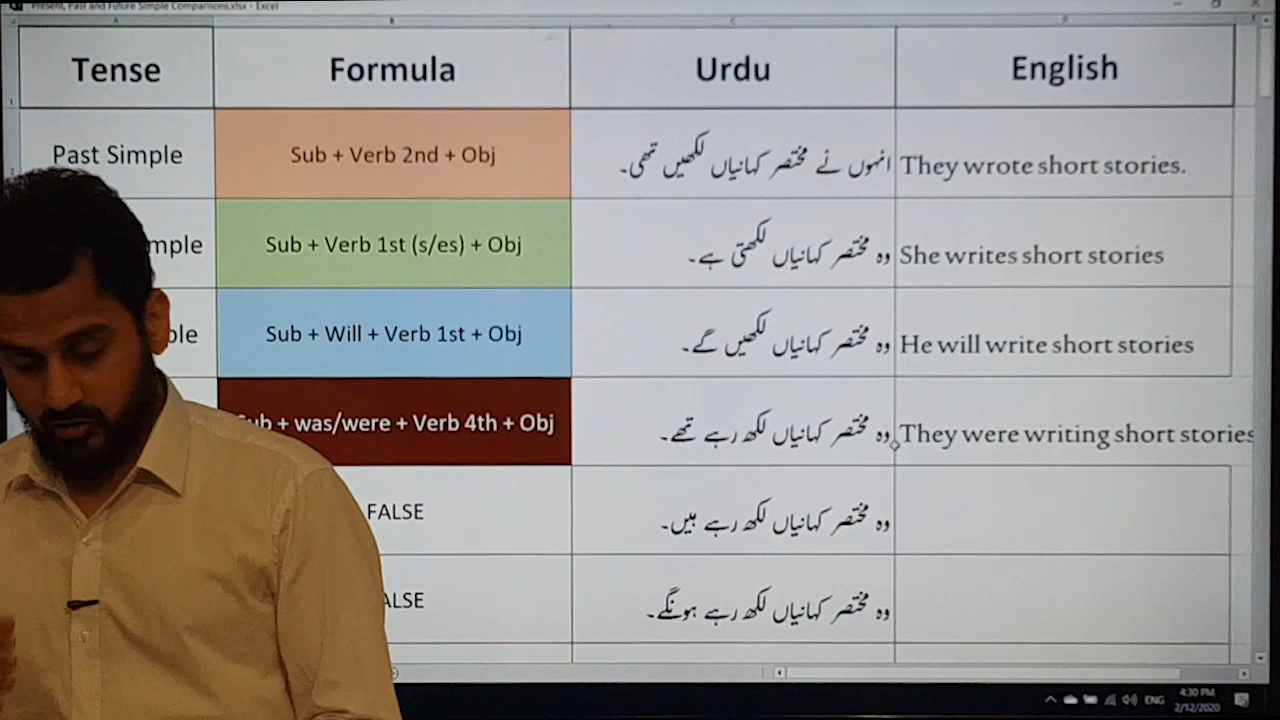 Present, Past and Future Simple Comparisons.xlsx - Excel
A B C D
Tense Formula Urdu English
Past Simple Sub + Verb 2nd + Obj انہوں نے مختصر کہانیاں لکھیں تھی۔ They wrote short stories.
mple Sub + Verb 1st (s/es) + Obj وہ مختصر کہانیاں لکھتی ہے۔ She writes short stories
ple Sub + Will + Verb 1st + Obj وہ مختصر کہانیاں لکھیں گے۔ He will write short stories
ub + was/were + Verb 4th + Obj وہ مختصر کہانیاں لکھ رہے تھے۔ They were writing short stories
FALSE وہ مختصر کہانیاں لکھ رہے ہیں۔
ALSE وہ مختصر کہانیاں لکھ رہے ہونگے۔
ENG 4:30 PM
2/12/2020